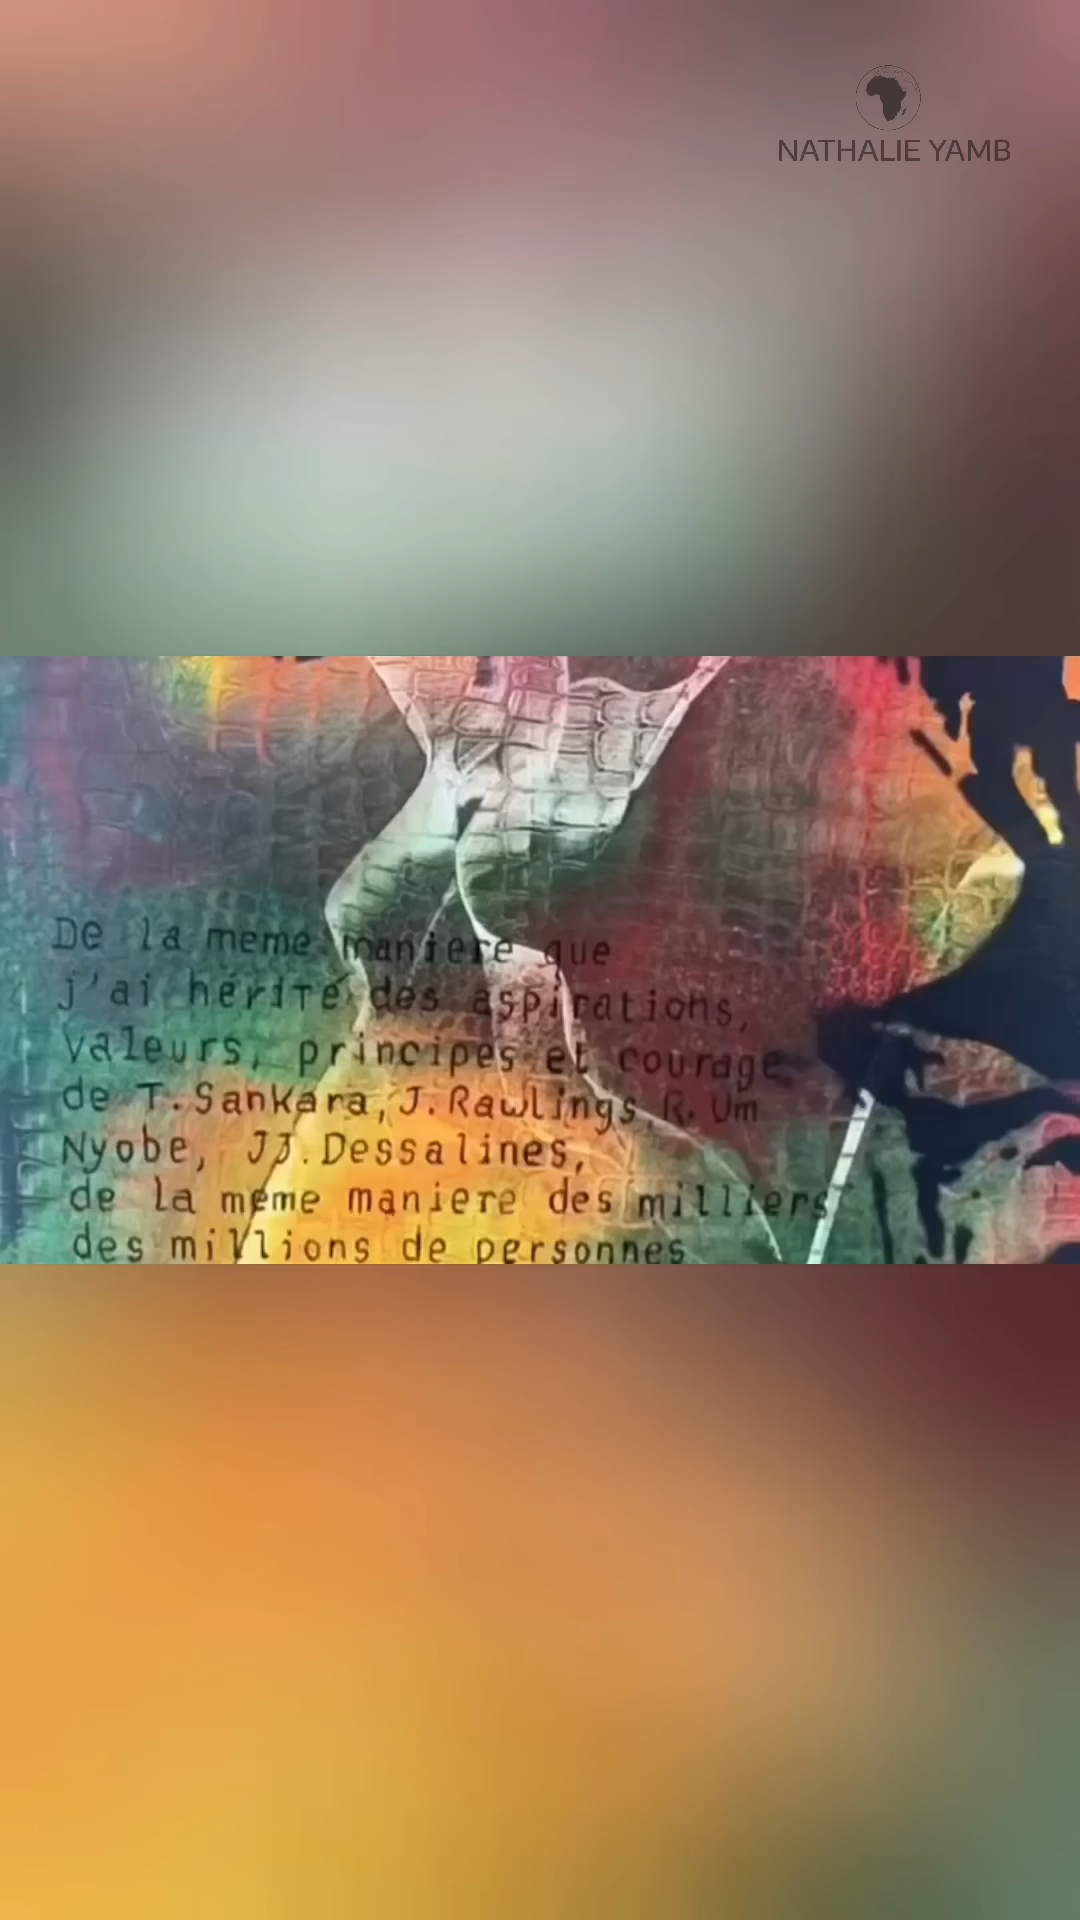 NATHALIE YAMB
De la meme maniere que
j'ai hérité des aspirations,
valeurs, principes et courage
de T.Sankara, J.Rawlings R. Um
Nyobe, JJ.Dessalines,
de la meme maniere des milliers
des millions de personnes